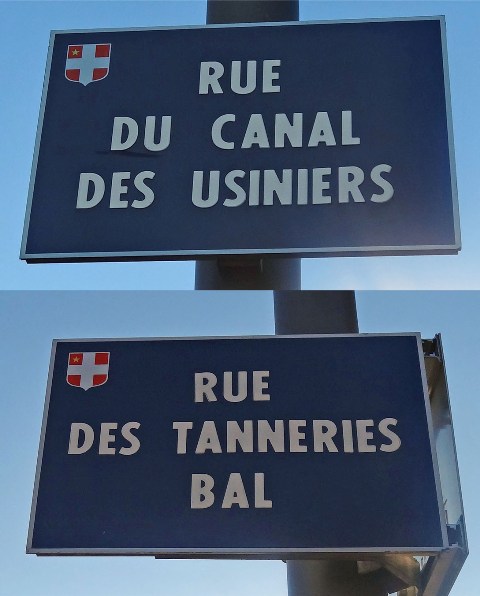 RUE
DU CANAL
DES USINIERS
RUE
DES TANNERIES
BAL